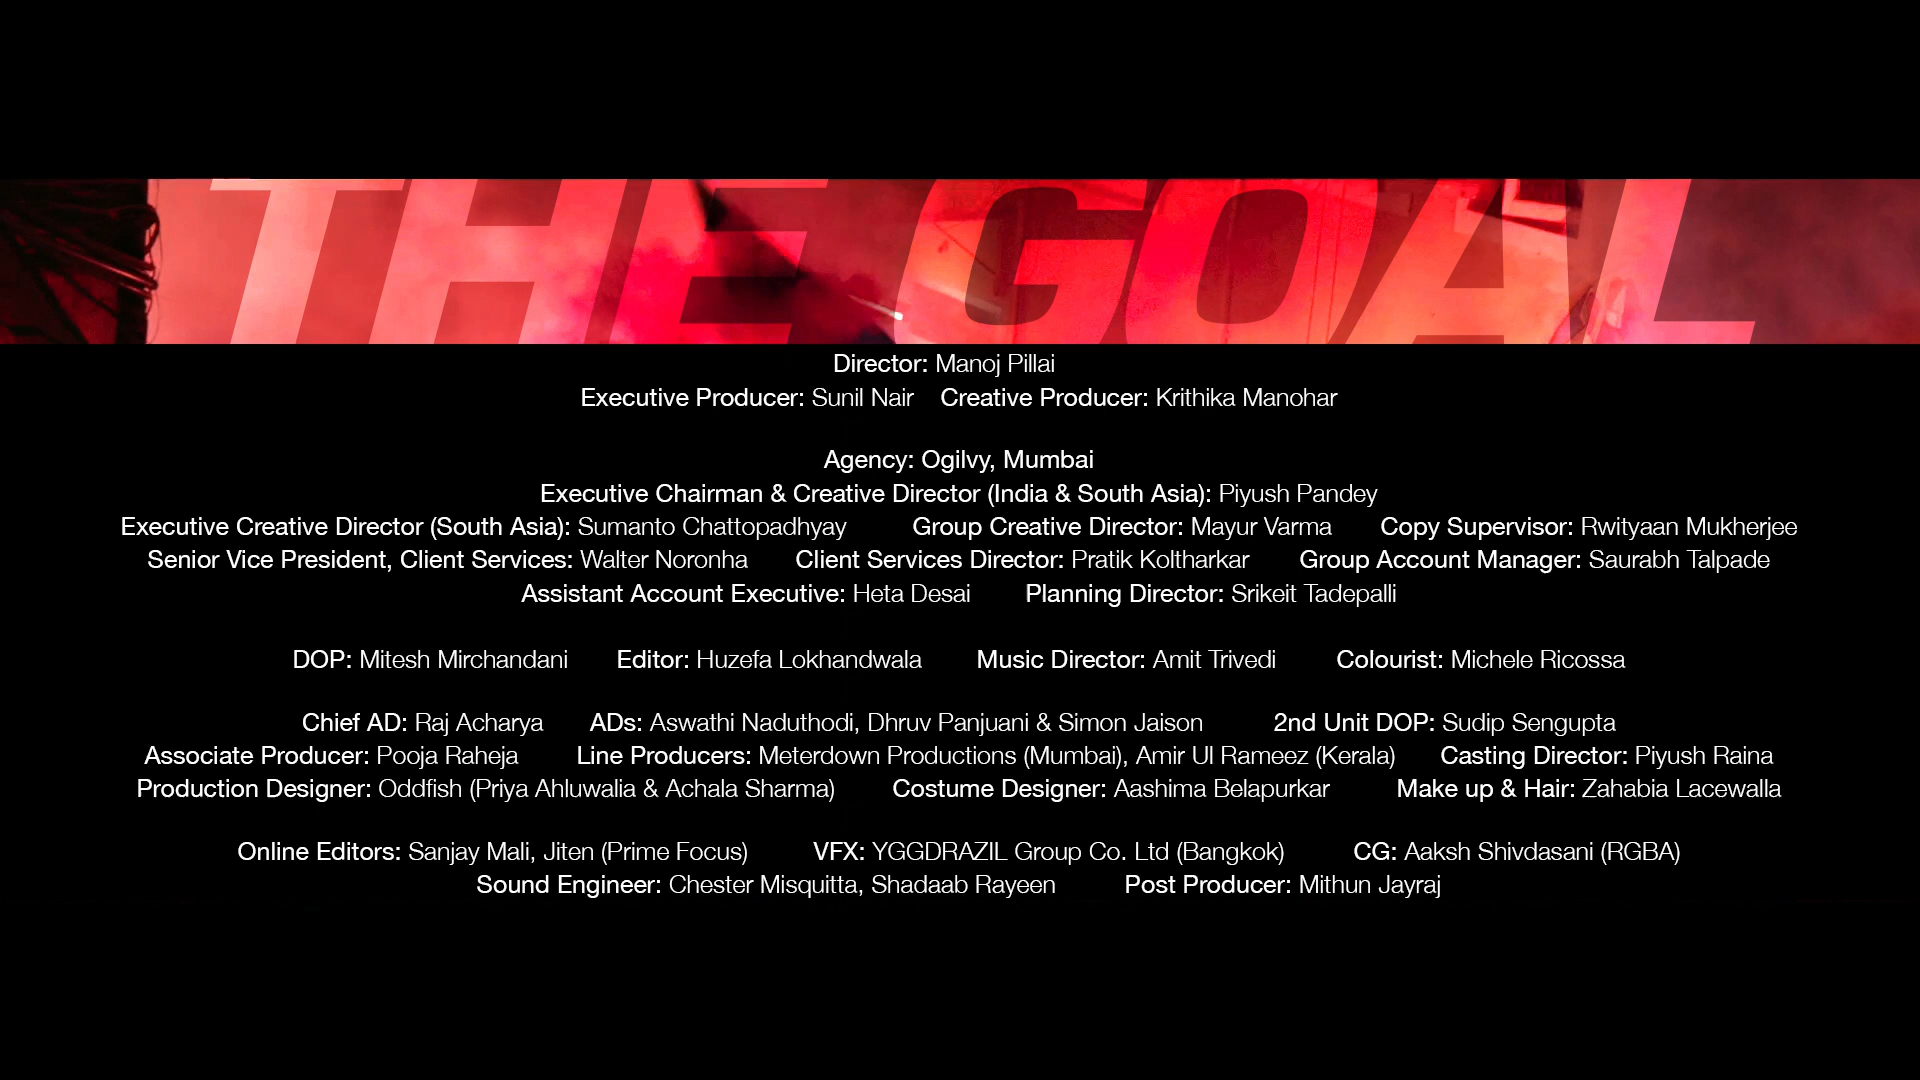 THE GOAL
Director: Manoj Pillai
Executive Producer: Sunil Nair Creative Producer: Krithika Manohar
Agency: Ogilvy, Mumbai
Executive Chairman & Creative Director (India & South Asia): Piyush Pandey
Executive Creative Director (South Asia): Sumanto Chattopadhyay Group Creative Director: Mayur Varma Copy Supervisor: Rwityaan Mukherjee
Senior Vice President, Client Services: Walter Noronha Client Services Director: Pratik Koltharkar Group Account Manager: Saurabh Talpade
Assistant Account Executive: Heta Desai Planning Director: Srikeit Tadepalli
DOP: Mitesh Mirchandani Editor: Huzefa Lokhandwala Music Director: Amit Trivedi Colourist: Michele Ricossa
Chief AD: Raj Acharya ADs: Aswathi Naduthodi, Dhruv Panjuani & Simon Jaison 2nd Unit DOP: Sudip Sengupta
Associate Producer: Pooja Raheja Line Producers: Meterdown Productions (Mumbai), Amir Ul Rameez (Kerala) Casting Director: Piyush Raina
Production Designer: Oddfish (Priya Ahluwalia & Achala Sharma) Costume Designer: Aashima Belapurkar Make up & Hair: Zahabia Lacewalla
Online Editors: Sanjay Mali, Jiten (Prime Focus) VFX: YGGDRAZIL Group Co. Ltd (Bangkok) CG: Aaksh Shivdasani (RGBA)
Sound Engineer: Chester Misquitta, Shadaab Rayeen Post Producer: Mithun Jayraj